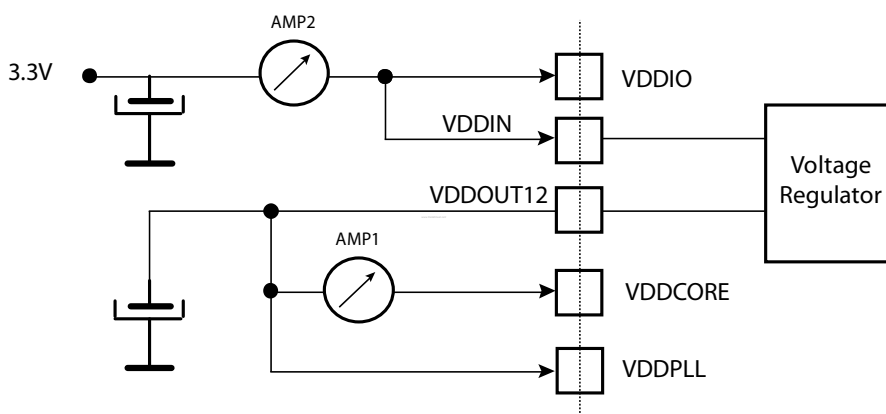 AMP2
3.3V
VDDIO
VDDIN
Voltage
Regulator
VDDOUT12
AMP1
VDDCORE
VDDPLL